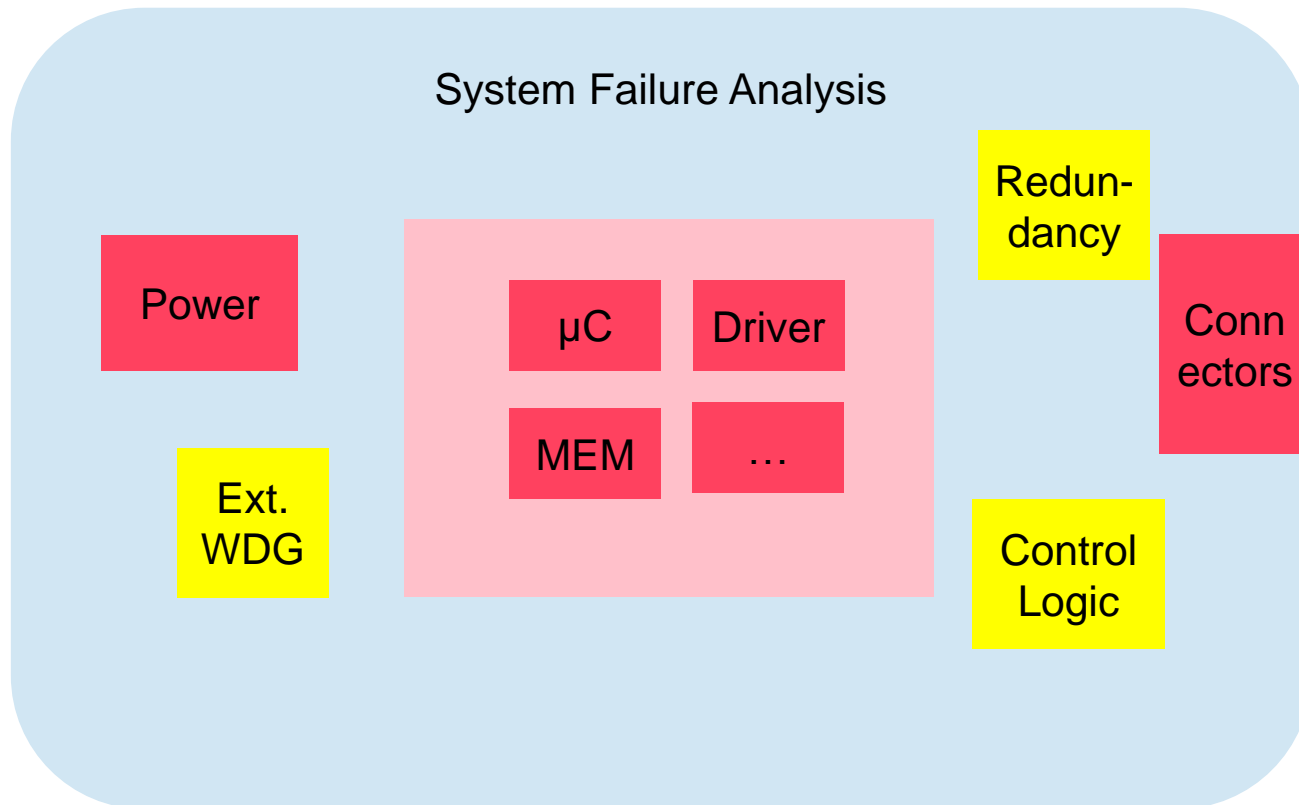 System Failure Analysis
Redun-
dancy
Power
µC
Driver
Conn
ectors
MEM
…
Ext.
WDG
Control
Logic